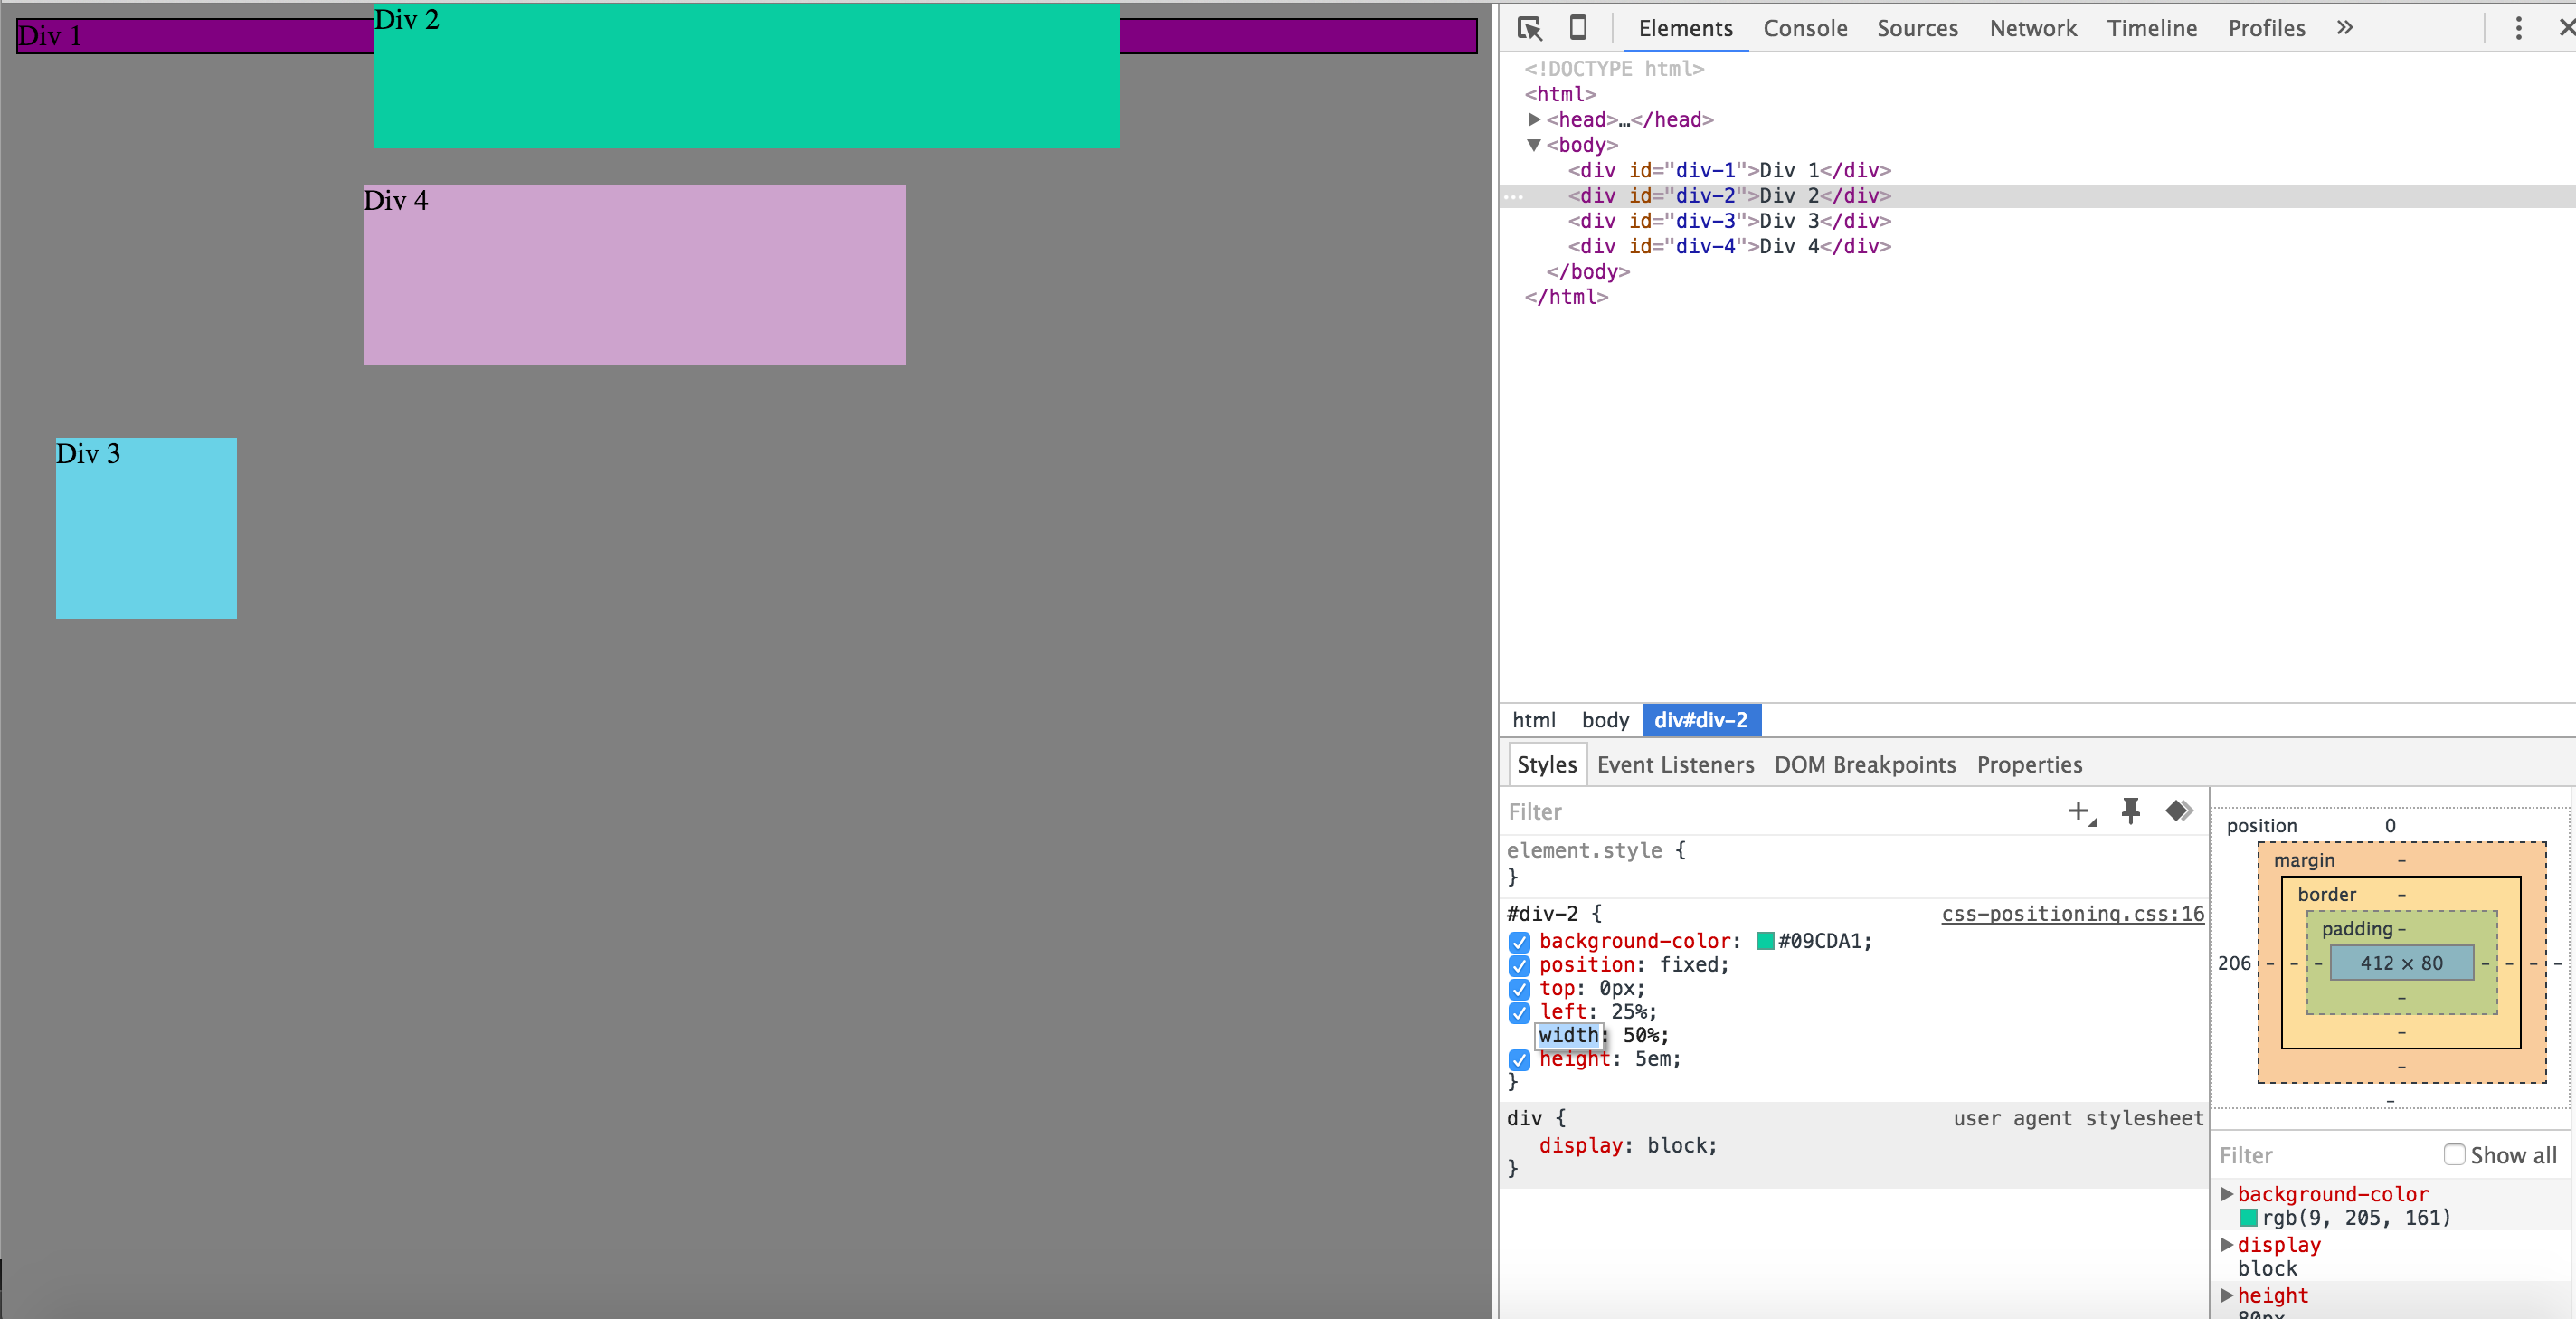 Div 1
Div 2
Div 4
Div 3
Elements Console Sources Network Timeline Profiles »
<!DOCTYPE html>
<html>
<head>…</head>
<body>
<div id="div-1">Div 1</div>
<div id="div-2">Div 2</div>
<div id="div-3">Div 3</div>
<div id="div-4">Div 4</div>
</body>
</html>
html body div#div-2
Styles Event Listeners DOM Breakpoints Properties
Filter
element.style {
}
#div-2 { css-positioning.css:16
background-color: #09CDA1;
position: fixed;
top: 0px;
left: 25%;
width: 50%;
height: 5em;
}
div { user agent stylesheet
display: block;
}
position 0
margin -
border -
padding -
206 - - - 412 × 80 - - - -
-
-
-
-
Filter Show all
background-color
rgb(9, 205, 161)
display
block
height
80px